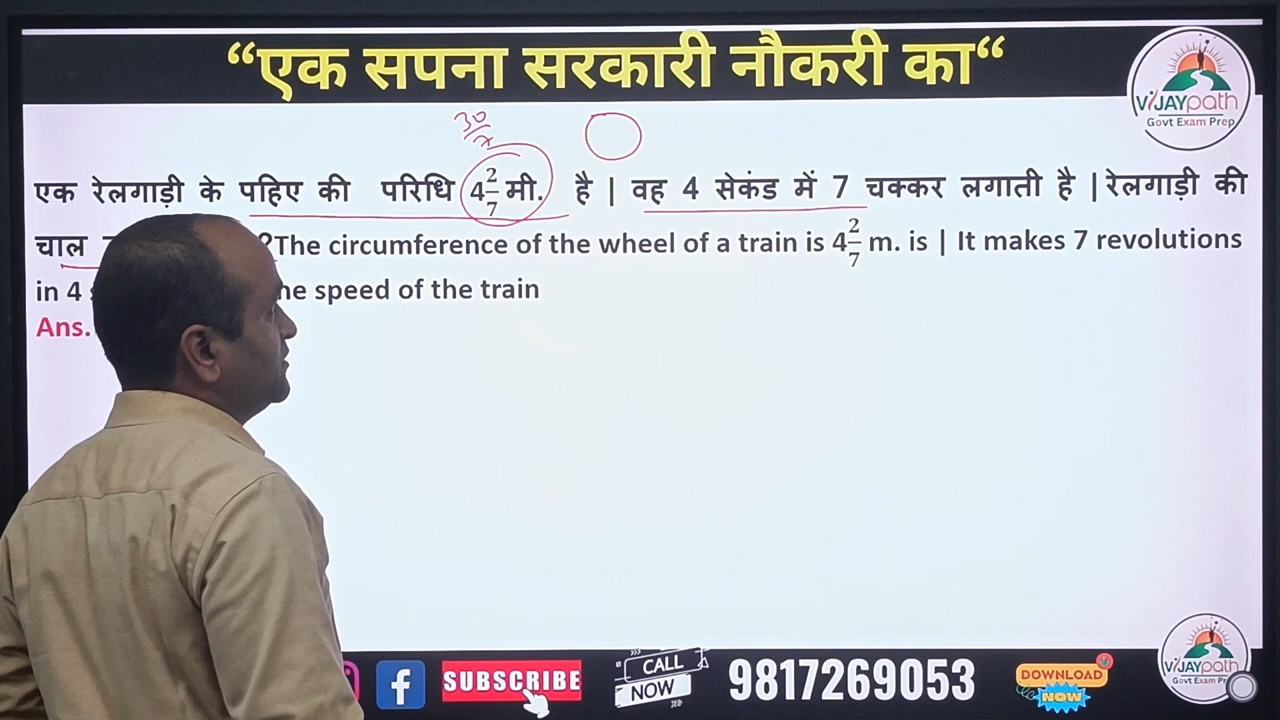 “एक सपना सरकारी नौकरी का“
VIJAYpath
Govt Exam Prep
30/7
एक रेलगाड़ी के पहिए की परिधि 4 2/7 मी. है | वह 4 सेकंड में 7 चक्कर लगाती है | रेलगाड़ी की
चाल ?The circumference of the wheel of a train is 4 2/7 m. is | It makes 7 revolutions
in 4 he speed of the train
Ans.
SUBSCRIBE
CALL
NOW
9817269053
DOWNLOAD
NOW
VIJAYpath
Govt Exam Pr